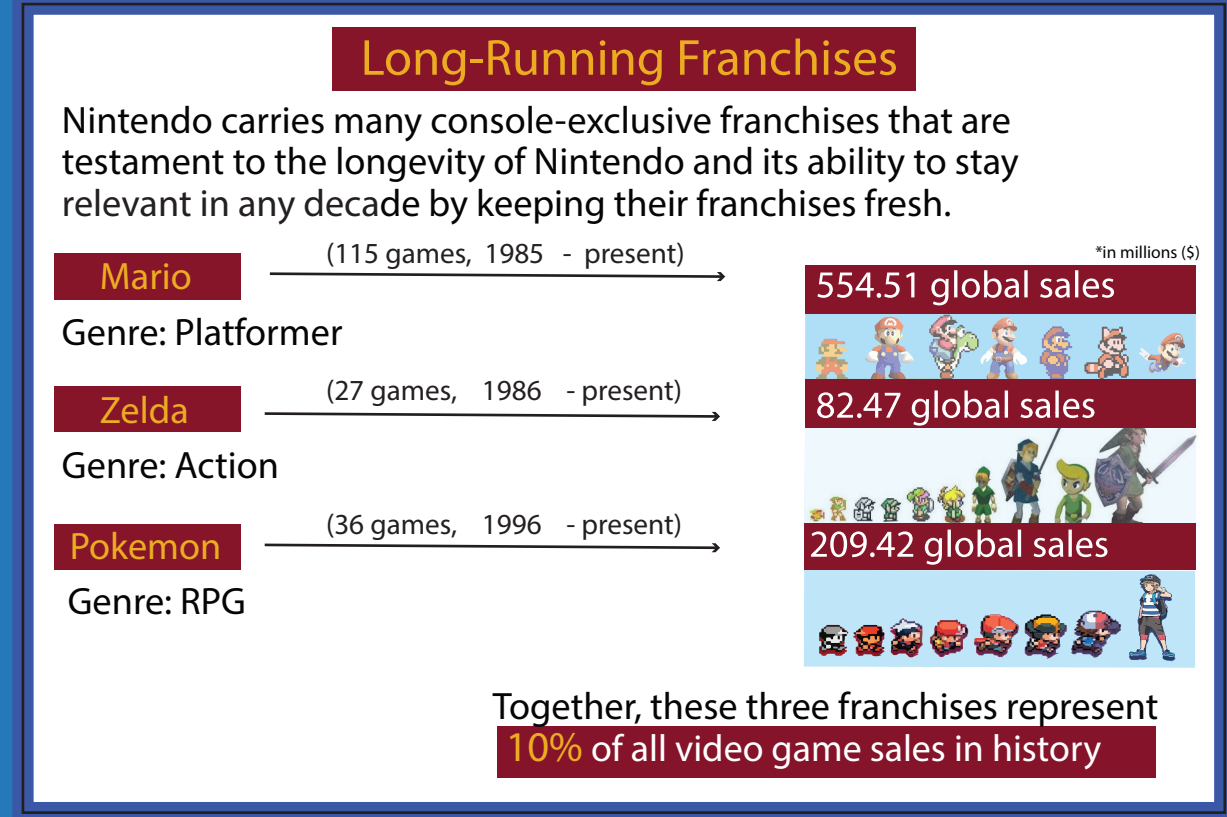 Long-Running Franchises
Nintendo carries many console-exclusive franchises that are
testament to the longevity of Nintendo and its ability to stay
relevant in any decade by keeping their franchises fresh.
*in millions ($)
Mario
(115 games, 1985 - present)
554.51 global sales
Genre: Platformer
Zelda
(27 games, 1986 - present)
82.47 global sales
Genre: Action
Pokemon
(36 games, 1996 - present)
209.42 global sales
Genre: RPG
Together, these three franchises represent
10% of all video game sales in history